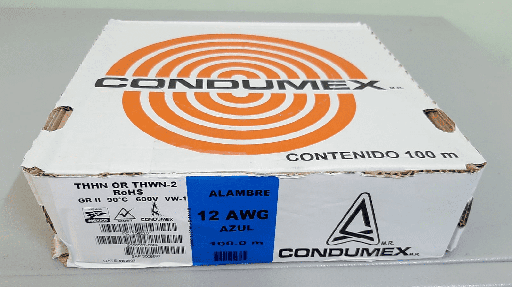 CONDUMEX M.R.
CONTENIDO 100 m
THHN OR THWN-2
RoHS
GR II 90°C 600V VW-1
CONDUMEX
ALAMBRE
12 AWG
AZUL
100.0 m
CONDUMEX M.R.
M.R.